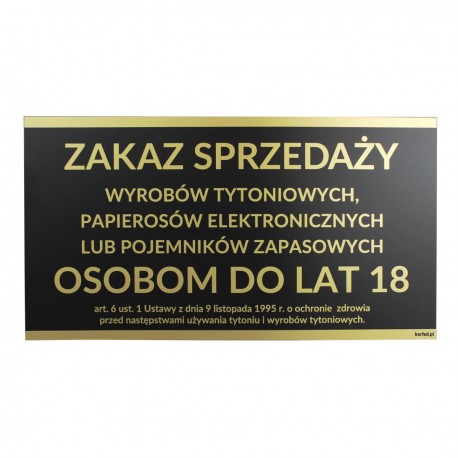 ZAKAZ SPRZEDAŻY
WYROBÓW TYTONIOWYCH,
PAPIEROSÓW ELEKTRONICZNYCH
LUB POJEMNIKÓW ZAPASOWYCH
OSOBOM DO LAT 18
art. 6 ust. 1 Ustawy z dnia 9 listopada 1995 r. o ochronie zdrowia
przed następstwami używania tytoniu i wyrobów tytoniowych.
korfed.pl